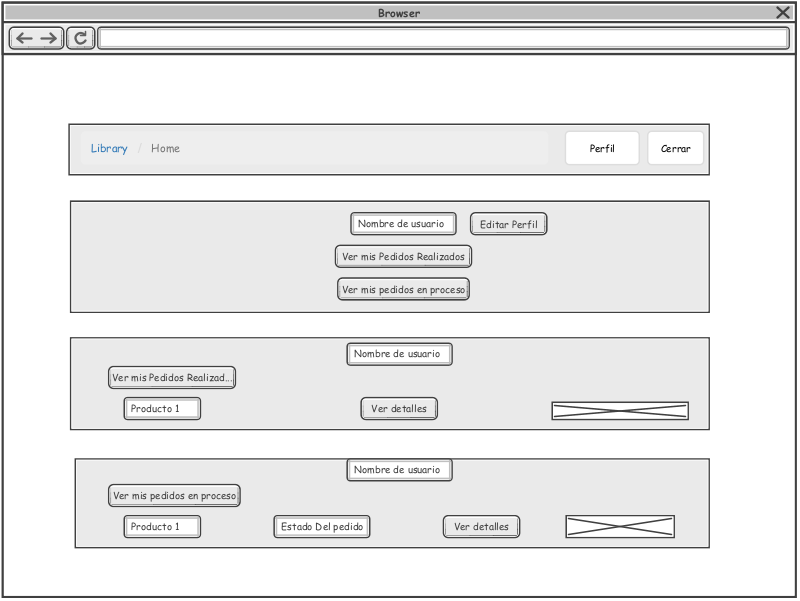 Browser
Library / Home Perfil Cerrar
Nombre de usuario Editar Perfil
Ver mis Pedidos Realizados
Ver mis pedidos en proceso
Nombre de usuario
Ver mis Pedidos Realizad...
Producto 1 Ver detalles
Nombre de usuario
Ver mis pedidos en proceso
Producto 1 Estado Del pedido Ver detalles